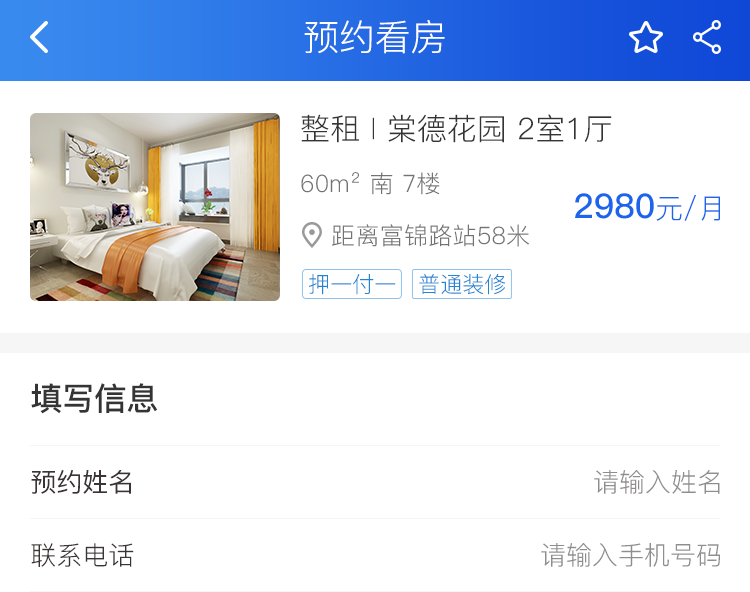 预约看房
整租 | 棠德花园 2室1厅
60m² 南 7楼
2980元/月
距离富锦路站58米
押一付一 普通装修
填写信息
预约姓名 请输入姓名
联系电话 请输入手机号码